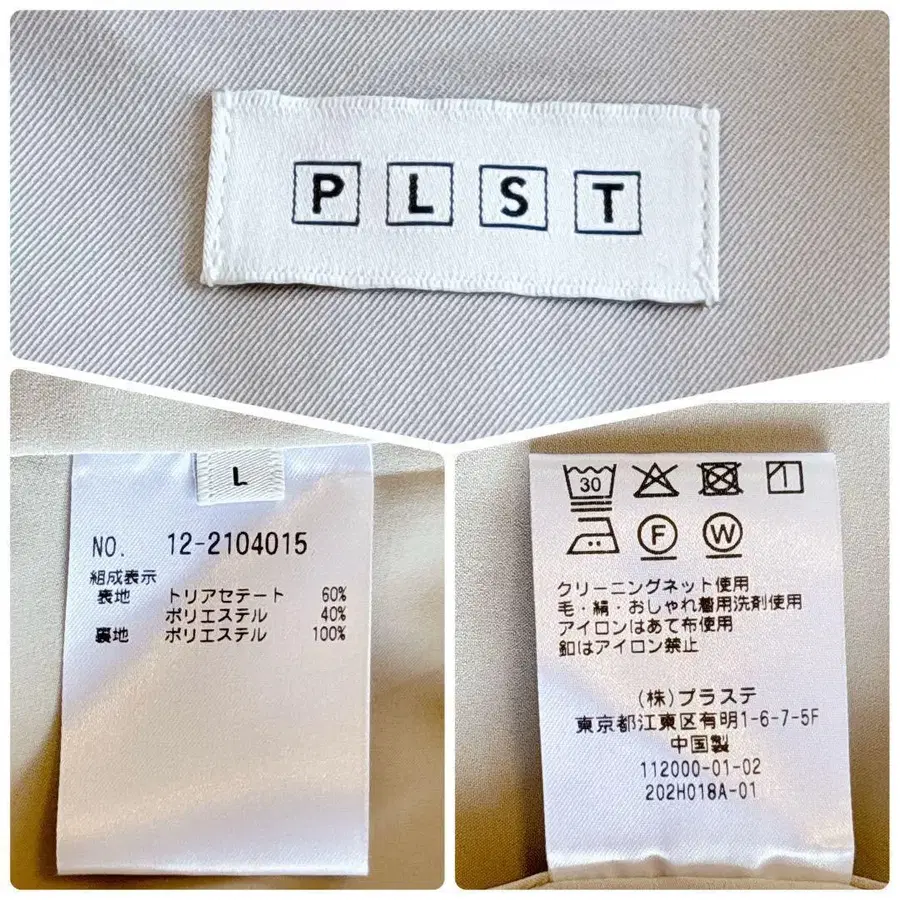 P L S T
L
NO. 12-2104015
組成表示
表地 トリアセテート 60%
ポリエステル 40%
裏地 ポリエステル 100%
30
F W
クリーニングネット使用
毛・絹・おしゃれ着用洗剤使用
アイロンはあて布使用
釦はアイロン禁止
(株)プラステ
東京都江東区有明1-6-7-5F
中国製
112000-01-02
202H018A-01